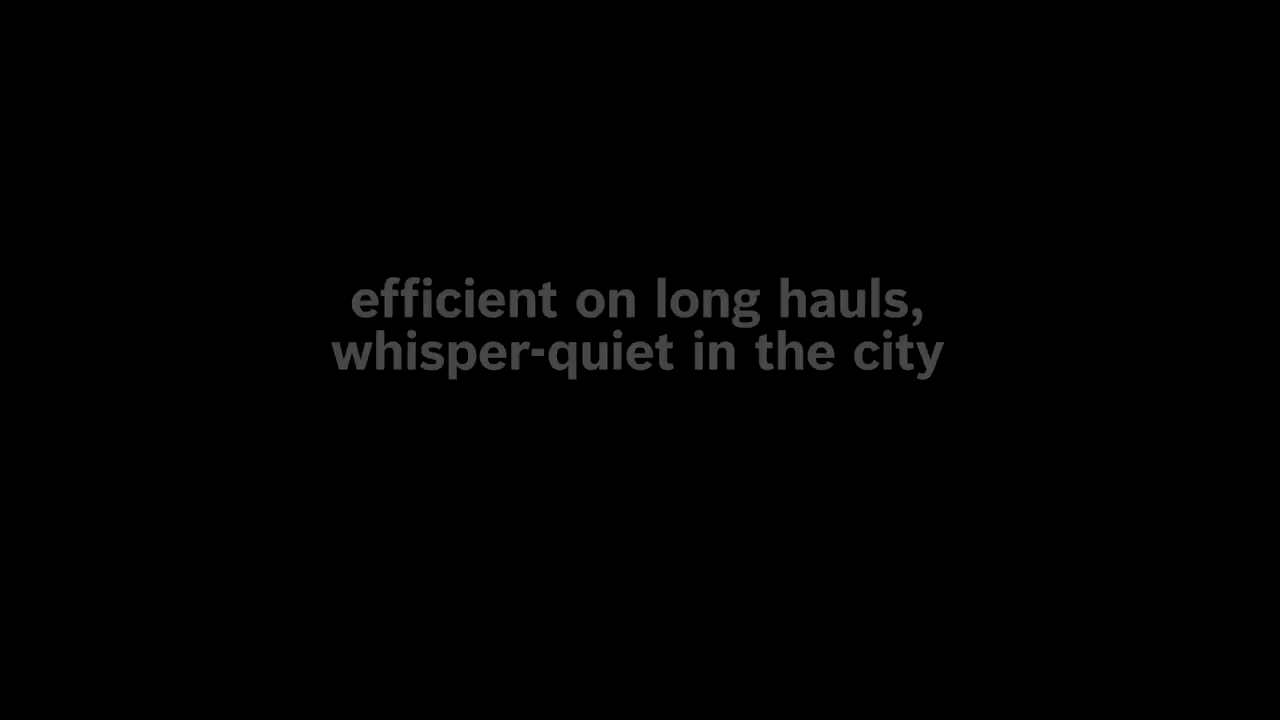 efficient on long hauls,
whisper-quiet in the city